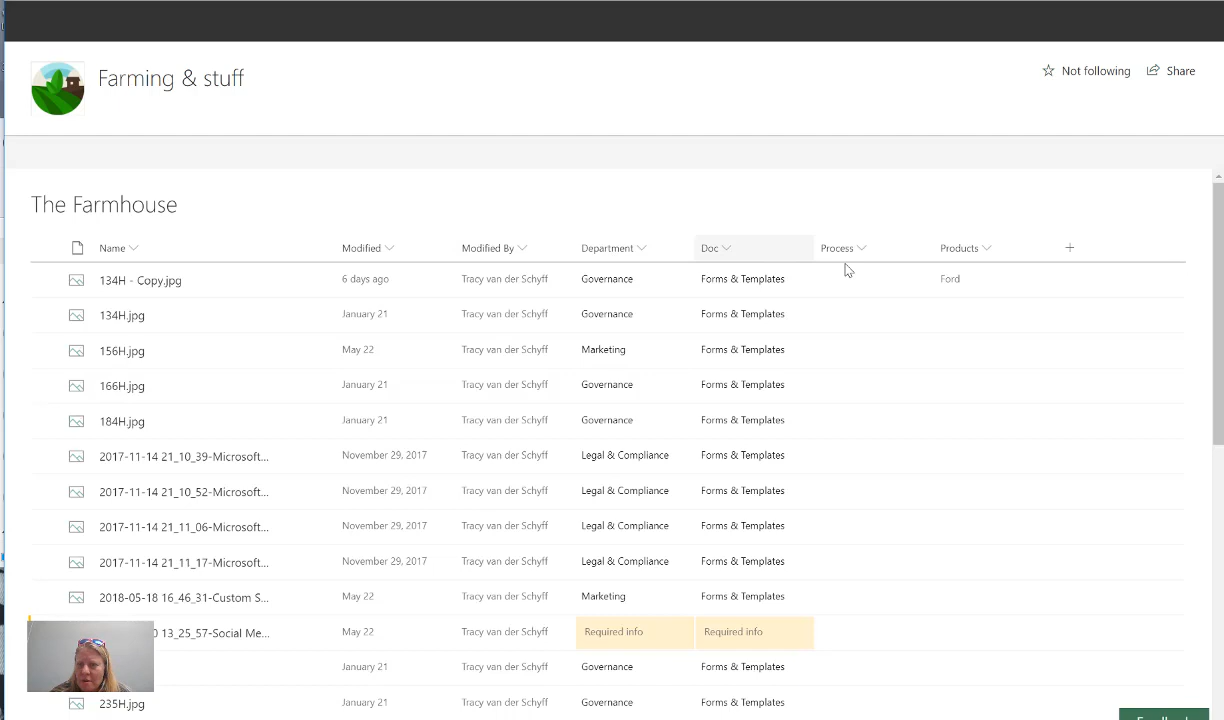 Farming & stuff
Not following Share
The Farmhouse
Name Modified Modified By Department Doc Process Products
134H - Copy.jpg 6 days ago Tracy van der Schyff Governance Forms & Templates Ford
134H.jpg January 21 Tracy van der Schyff Governance Forms & Templates
156H.jpg May 22 Tracy van der Schyff Marketing Forms & Templates
166H.jpg January 21 Tracy van der Schyff Governance Forms & Templates
184H.jpg January 21 Tracy van der Schyff Governance Forms & Templates
2017-11-14 21_10_39-Microsoft... November 29, 2017 Tracy van der Schyff Legal & Compliance Forms & Templates
2017-11-14 21_10_52-Microsoft... November 29, 2017 Tracy van der Schyff Legal & Compliance Forms & Templates
2017-11-14 21_11_06-Microsoft... November 29, 2017 Tracy van der Schyff Legal & Compliance Forms & Templates
2017-11-14 21_11_17-Microsoft... November 29, 2017 Tracy van der Schyff Legal & Compliance Forms & Templates
2018-05-18 16_46_31-Custom S... May 22 Tracy van der Schyff Marketing Forms & Templates
13_25_57-Social Me... May 22 Tracy van der Schyff Required info Required info
January 21 Tracy van der Schyff Governance Forms & Templates
235H.jpg January 21 Tracy van der Schyff Governance Forms & Templates